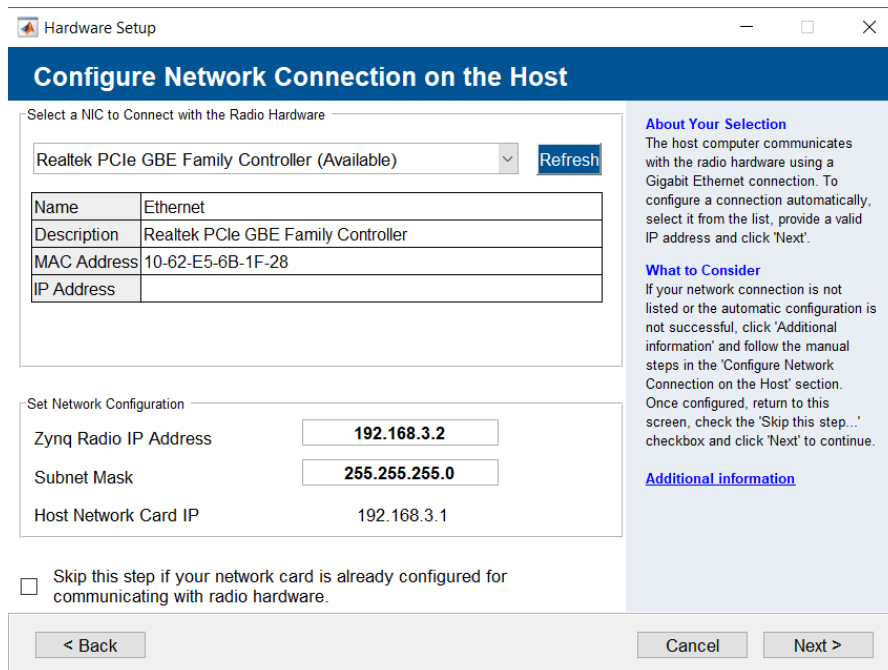 Hardware Setup
Configure Network Connection on the Host
Select a NIC to Connect with the Radio Hardware
Realtek PCIe GBE Family Controller (Available)
Refresh
Name Ethernet
Description Realtek PCIe GBE Family Controller
MAC Address 10-62-E5-6B-1F-28
IP Address
Set Network Configuration
Zynq Radio IP Address 192.168.3.2
Subnet Mask 255.255.255.0
Host Network Card IP 192.168.3.1
Skip this step if your network card is already configured for
communicating with radio hardware.
About Your Selection
The host computer communicates
with the radio hardware using a
Gigabit Ethernet connection. To
configure a connection automatically,
select it from the list, provide a valid
IP address and click 'Next'.
What to Consider
If your network connection is not
listed or the automatic configuration is
not successful, click 'Additional
information' and follow the manual
steps in the 'Configure Network
Connection on the Host' section.
Once configured, return to this
screen, check the 'Skip this step...'
checkbox and click 'Next' to continue.
Additional information
< Back
Cancel
Next >